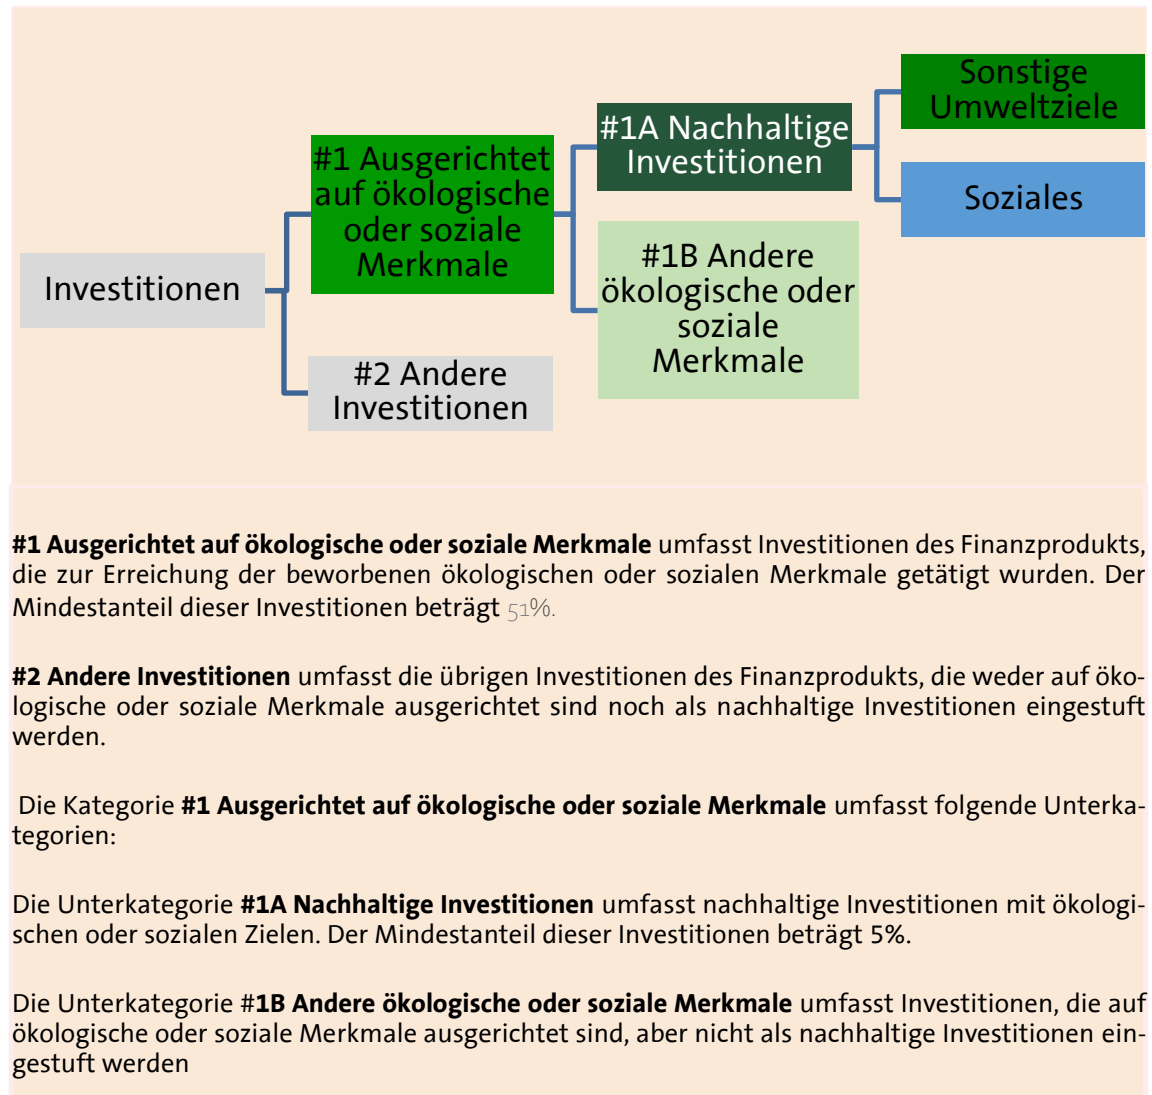 Investitionen
#1 Ausgerichtet
auf ökologische
oder soziale
Merkmale
#2 Andere
Investitionen
#1A Nachhaltige
Investitionen
#1B Andere
ökologische oder
soziale
Merkmale
Sonstige
Umweltziele
Soziales
#1 Ausgerichtet auf ökologische oder soziale Merkmale umfasst Investitionen des Finanzprodukts,
die zur Erreichung der beworbenen ökologischen oder sozialen Merkmale getätigt wurden. Der
Mindestanteil dieser Investitionen beträgt 51%.
#2 Andere Investitionen umfasst die übrigen Investitionen des Finanzprodukts, die weder auf öko-
logische oder soziale Merkmale ausgerichtet sind noch als nachhaltige Investitionen eingestuft
werden.
Die Kategorie #1 Ausgerichtet auf ökologische oder soziale Merkmale umfasst folgende Unterka-
tegorien:
Die Unterkategorie #1A Nachhaltige Investitionen umfasst nachhaltige Investitionen mit ökologi-
schen oder sozialen Zielen. Der Mindestanteil dieser Investitionen beträgt 5%.
Die Unterkategorie #1B Andere ökologische oder soziale Merkmale umfasst Investitionen, die auf
ökologische oder soziale Merkmale ausgerichtet sind, aber nicht als nachhaltige Investitionen ein-
gestuft werden